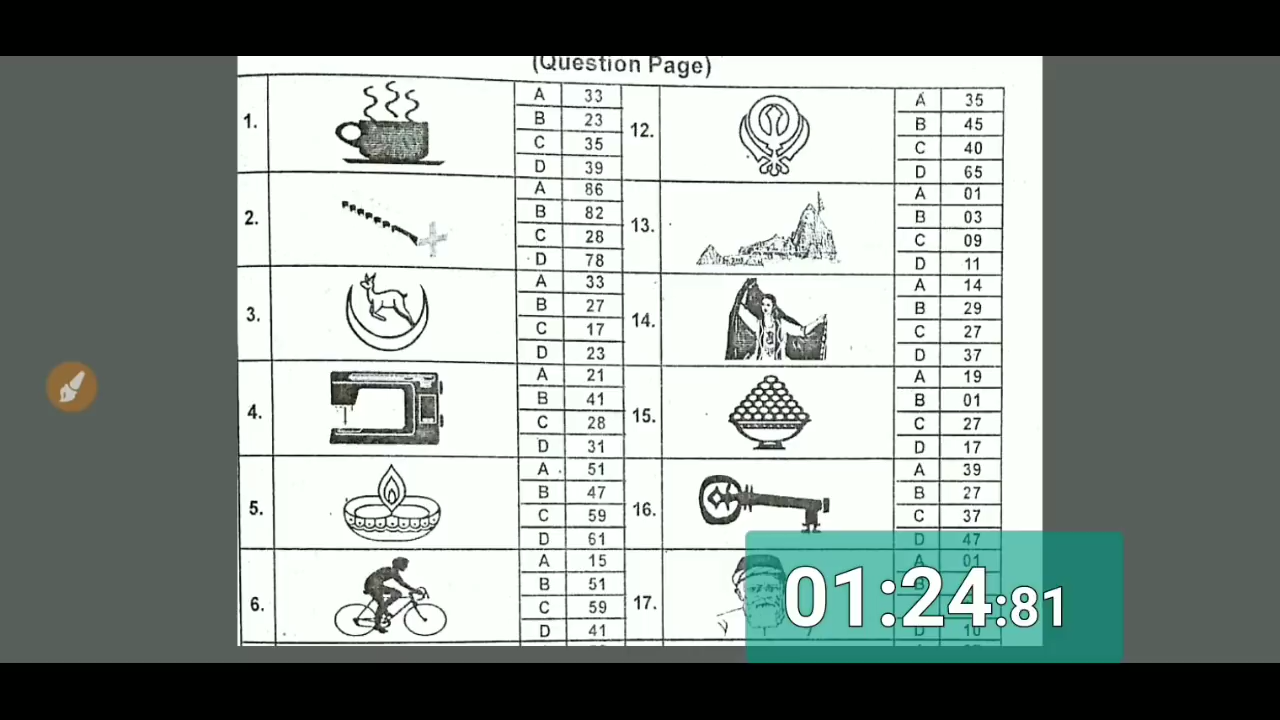 (Question Page)
1.
A 33
B 23
C 35
D 39
2.
A 86
B 82
C 28
D 78
3.
A 33
B 27
C 17
D 23
4.
A 21
B 41
C 28
D 31
5.
A 51
B 47
C 59
D 61
6.
A 15
B 51
C 59
D 41
12.
A 35
B 45
C 40
D 65
13.
A 01
B 03
C 09
D 11
14.
A 14
B 29
C 27
D 37
15.
A 19
B 01
C 27
D 17
16.
A 39
B 27
C 37
D 47
17.
A 01
B
D 10
01:24:81